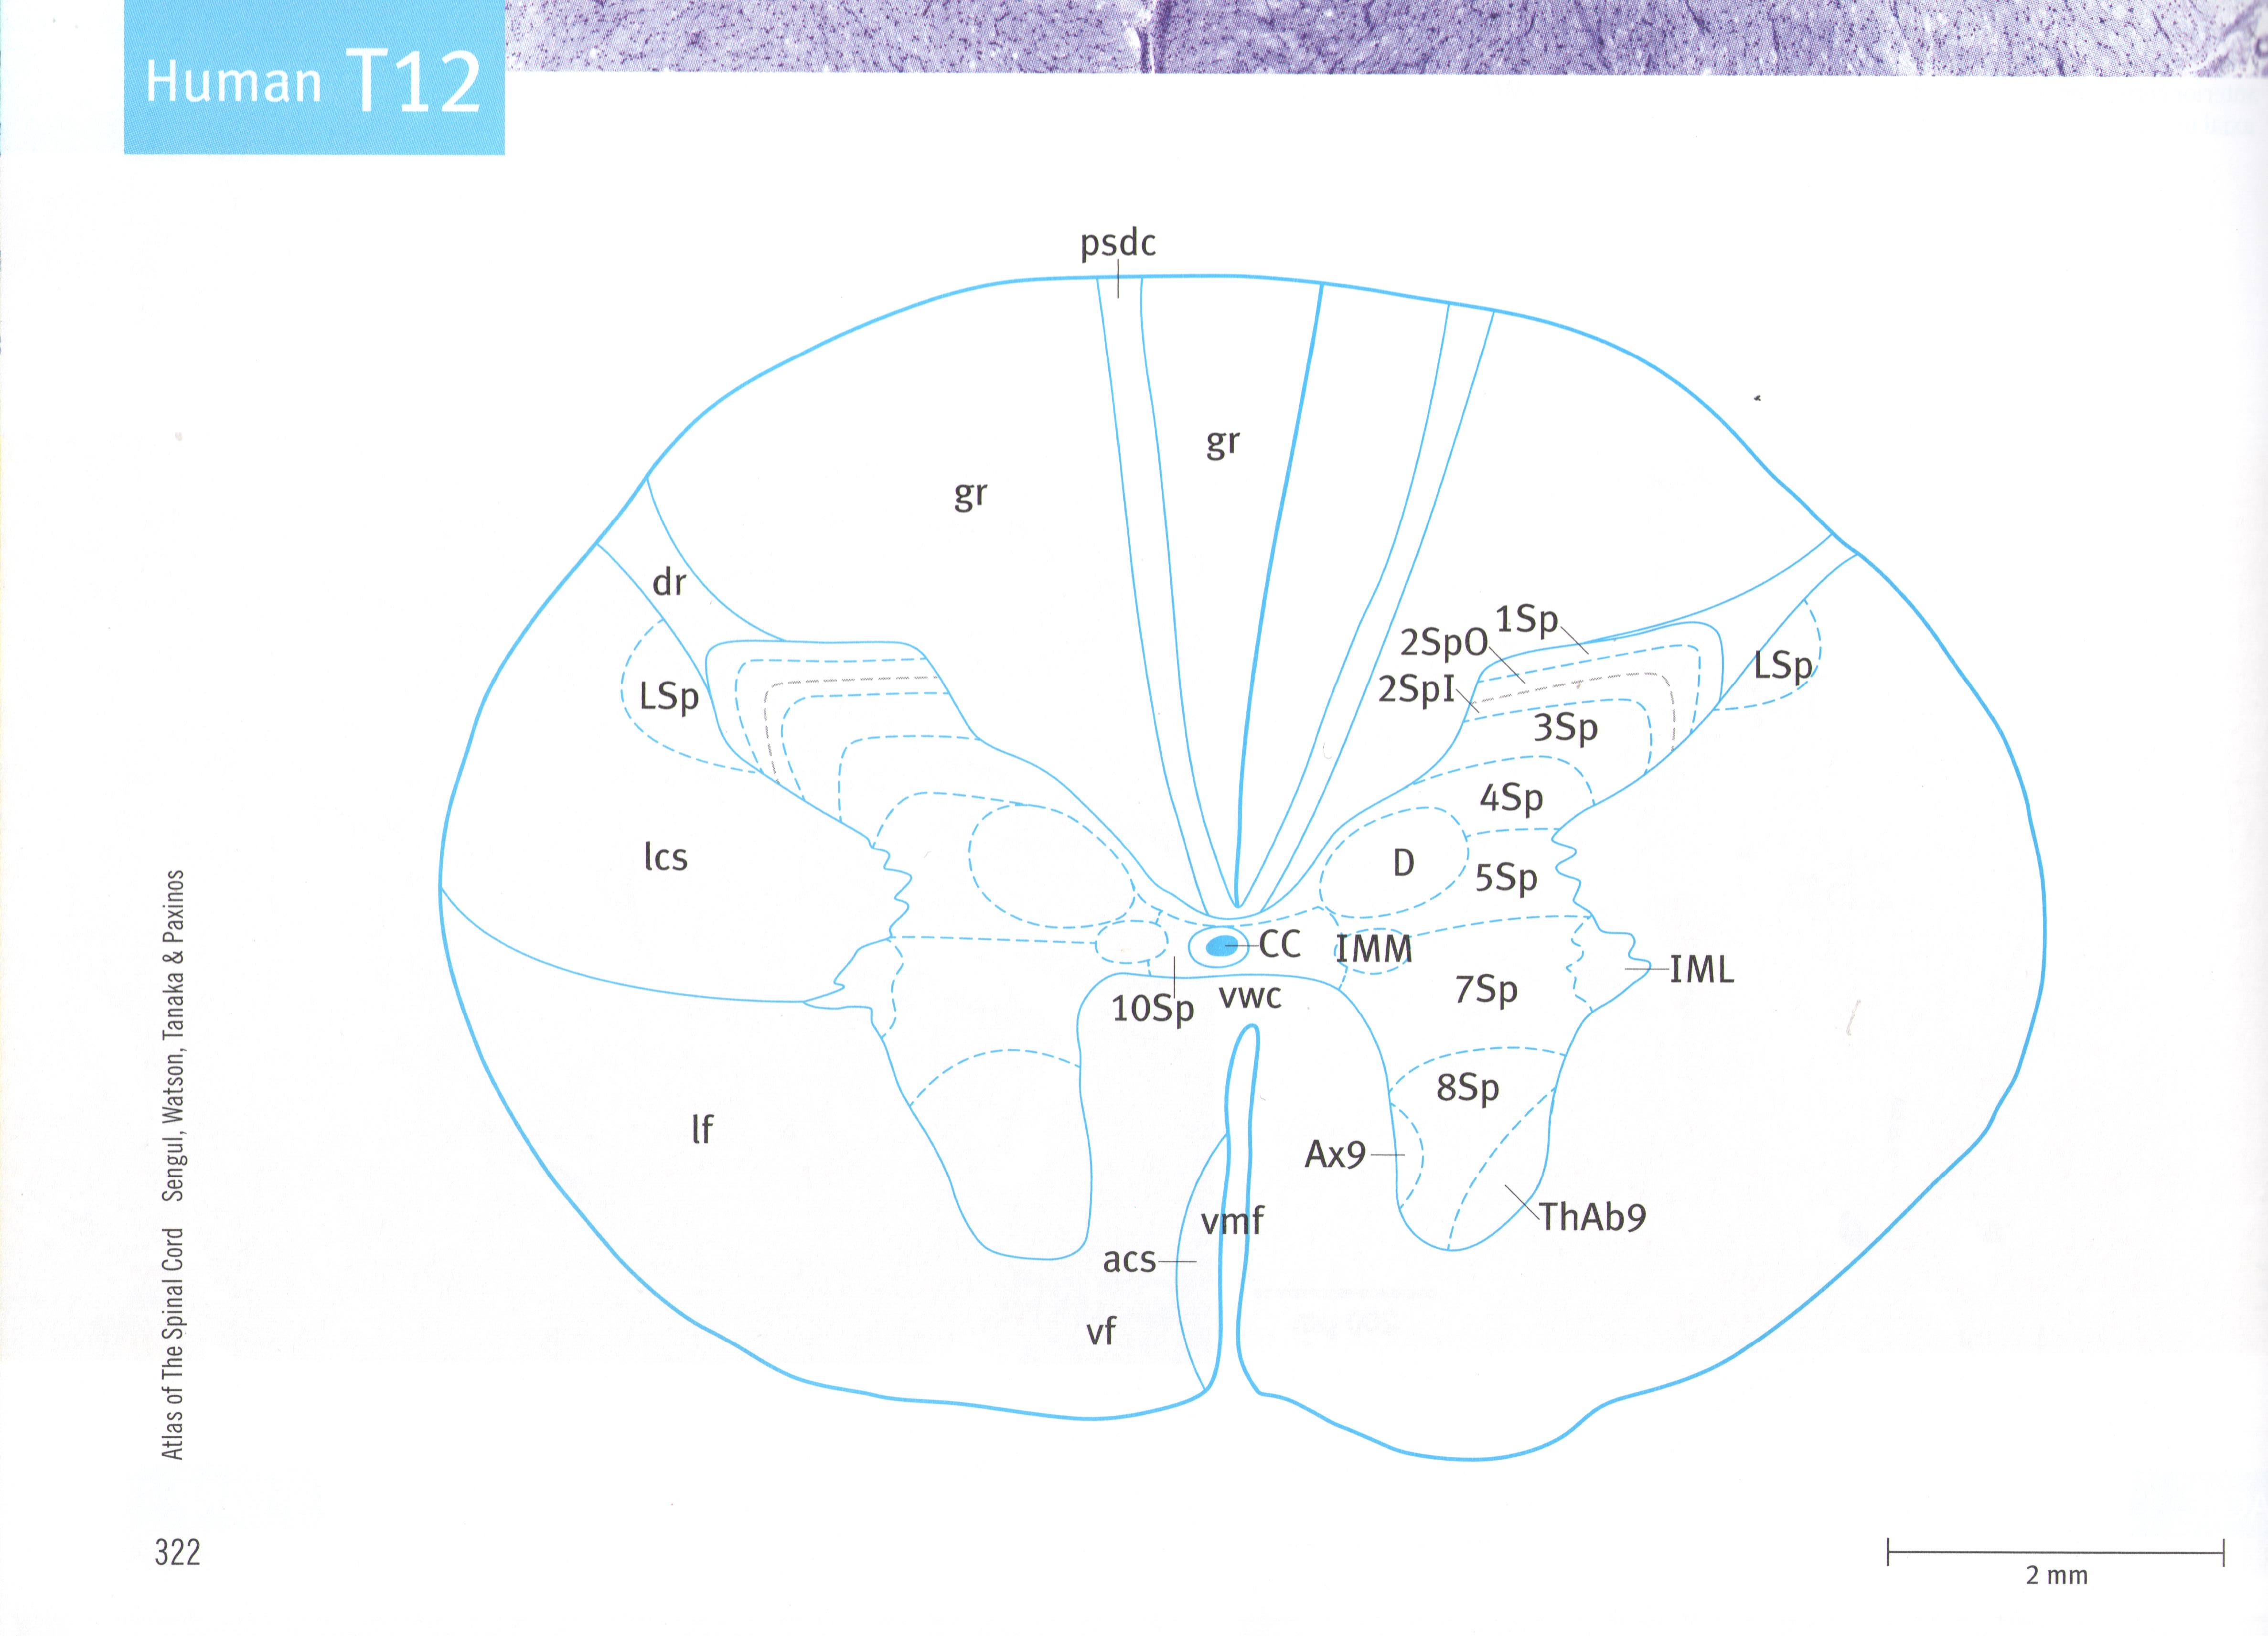 Human T12
psdc
gr
gr
dr
1Sp
2SpO
LSp
2SpI
LSp
3Sp
4Sp
lcs
D
5Sp
CC
IMM
IML
10Sp
vwc
7Sp
8Sp
lf
Ax9
vmf
ThAb9
acs
vf
Atlas of The Spinal Cord Sengul, Watson, Tanaka & Paxinos
322
2 mm